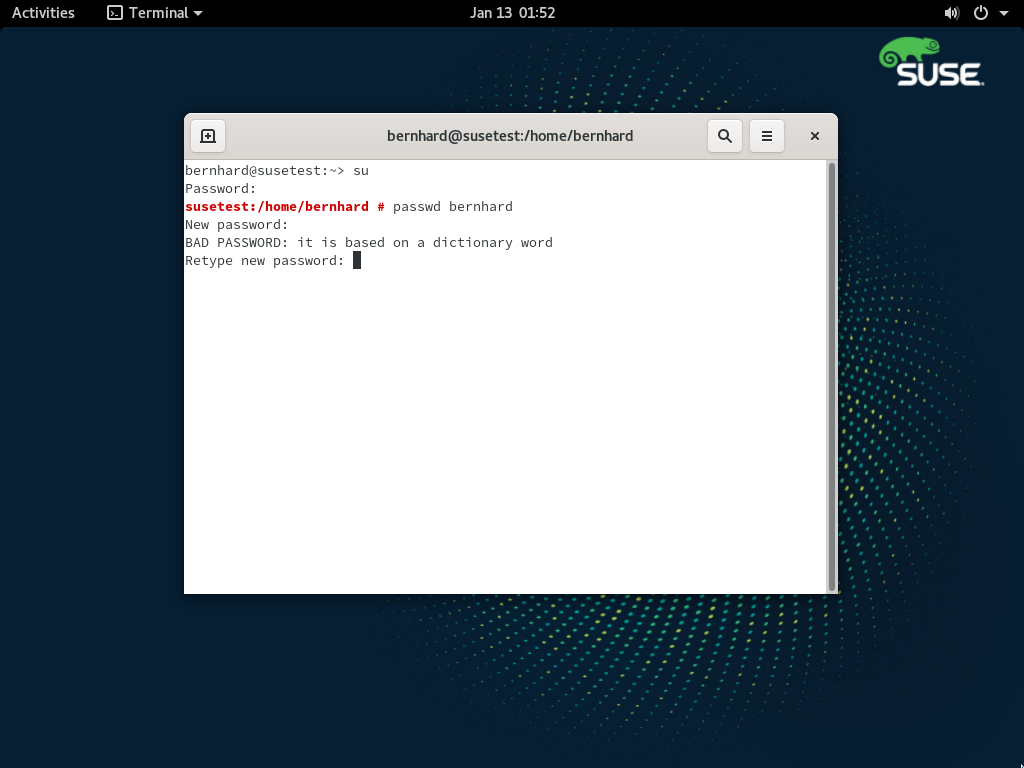 Activities Terminal Jan 13 01:52
SUSE
bernhard@susetest:/home/bernhard
bernhard@susetest:~> su
Password:
susetest:/home/bernhard # passwd bernhard
New password:
BAD PASSWORD: it is based on a dictionary word
Retype new password: